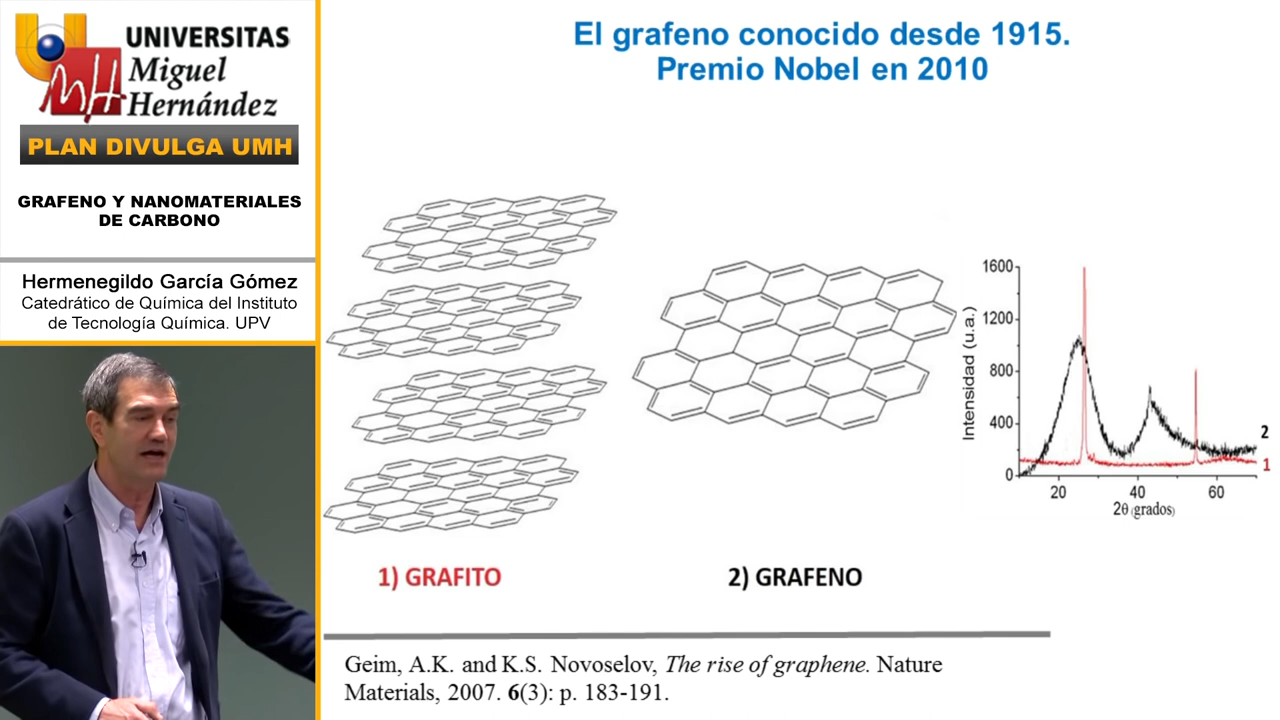 UNIVERSITAS
Miguel
Hernández
PLAN DIVULGA UMH
GRAFENO Y NANOMATERIALES
DE CARBONO
Hermenegildo García Gómez
Catedrático de Química del Instituto
de Tecnología Química. UPV
El grafeno conocido desde 1915.
Premio Nobel en 2010
1600
1200
800
400
0
Intensidad (u.a.)
20 40 60
2θ (grados)
2
1
1) GRAFITO
2) GRAFENO
Geim, A.K. and K.S. Novoselov, The rise of graphene. Nature
Materials, 2007. 6(3): p. 183-191.